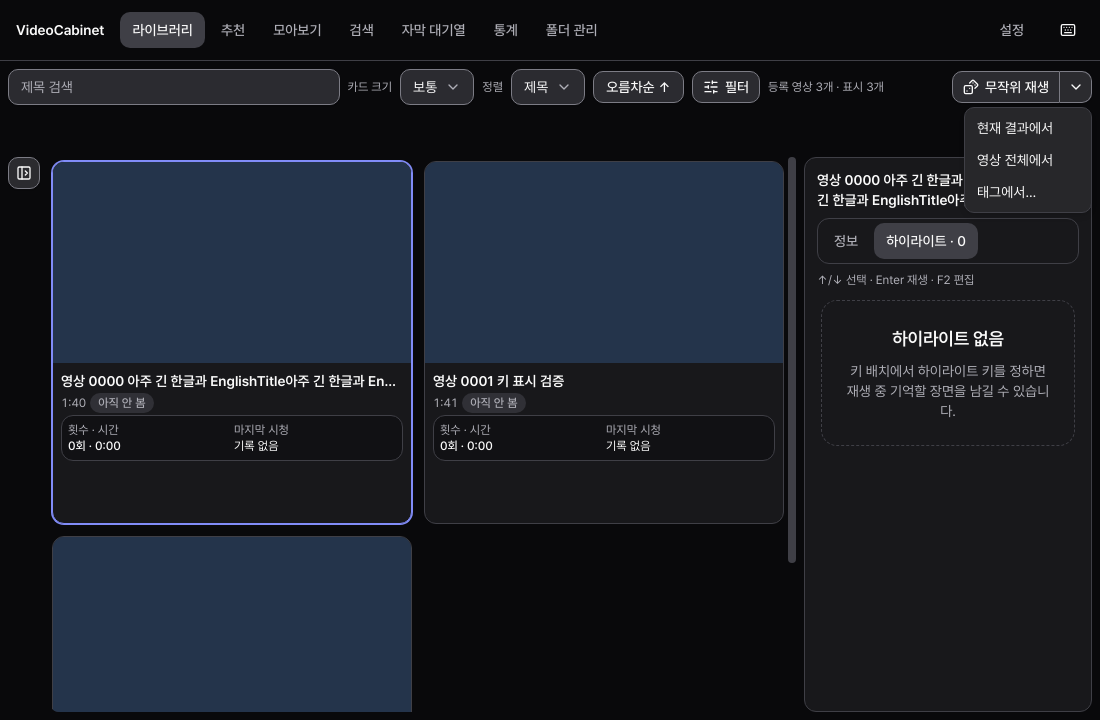 VideoCabinet 라이브러리 추천 모아보기 검색 자막 대기열 통계 폴더 관리 설정
제목 검색 카드 크기 보통 정렬 제목 오름차순 ↑ 필터 등록 영상 3개 · 표시 3개 무작위 재생
현재 결과에서
영상 전체에서
태그에서...
영상 0000 아주 긴 한글과 EnglishTitle아주 긴 한글과 En...
1:40 아직 안 봄
횟수 · 시간 마지막 시청
0회 · 0:00 기록 없음
영상 0001 키 표시 검증
1:41 아직 안 봄
횟수 · 시간 마지막 시청
0회 · 0:00 기록 없음
영상 0000 아주 긴 한글과
긴 한글과 EnglishTitle아주
정보 하이라이트 · 0
↑/↓ 선택 · Enter 재생 · F2 편집
하이라이트 없음
키 배치에서 하이라이트 키를 정하면
재생 중 기억할 장면을 남길 수 있습니
다.